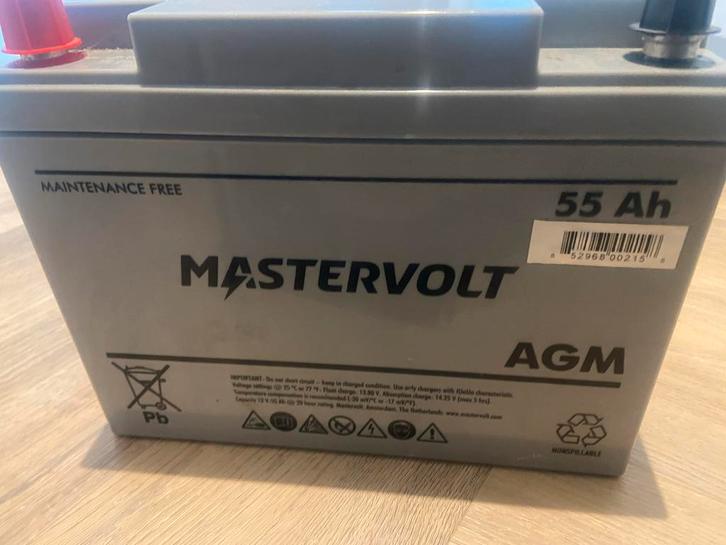 MAINTENANCE FREE
55 Ah
8 52968 00215 8
MASTERVOLT
AGM
IMPORTANT - Do not short circuit – keep in charged condition. Use only chargers with IUoUo characteristic.
Voltage settings: @ 25 °C or 77 °F: Float charge: 13.80 V. Absorption charge: 14.25 V (max 5 hrs).
Temperature compensation is recommended (-30 mV/°C or -17 mV/°F).
Capacity 12 V /55 Ah @ 20 hour rating. Mastervolt, Amsterdam, The Netherlands. www.mastervolt.com
Pb
NONSPILLABLE